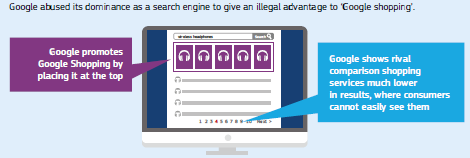 Google abused its dominance as a search engine to give an illegal advantage to 'Google shopping'.
wireless headphones
Search
Google promotes
Google Shopping by
placing it at the top
Google shows rival
comparison shopping
services much lower
in results, where consumers
cannot easily see them
1 2 3 4 5 6 7 8 9 10 Next >